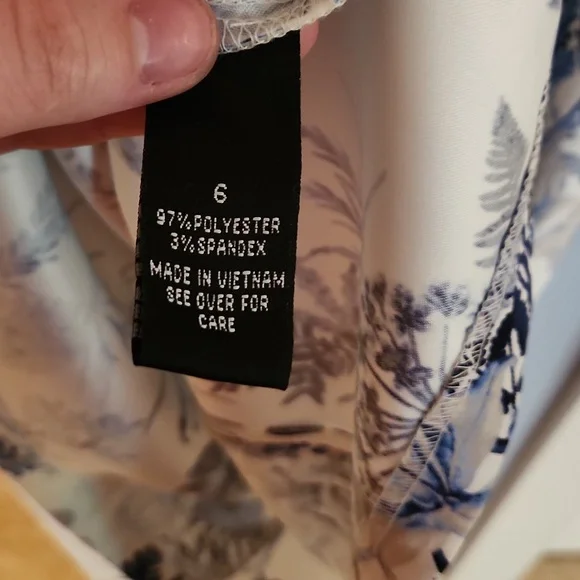 6
97%POLYESTER
3%SPANDEX
MADE IN VIETNAM
SEE OVER FOR
CARE